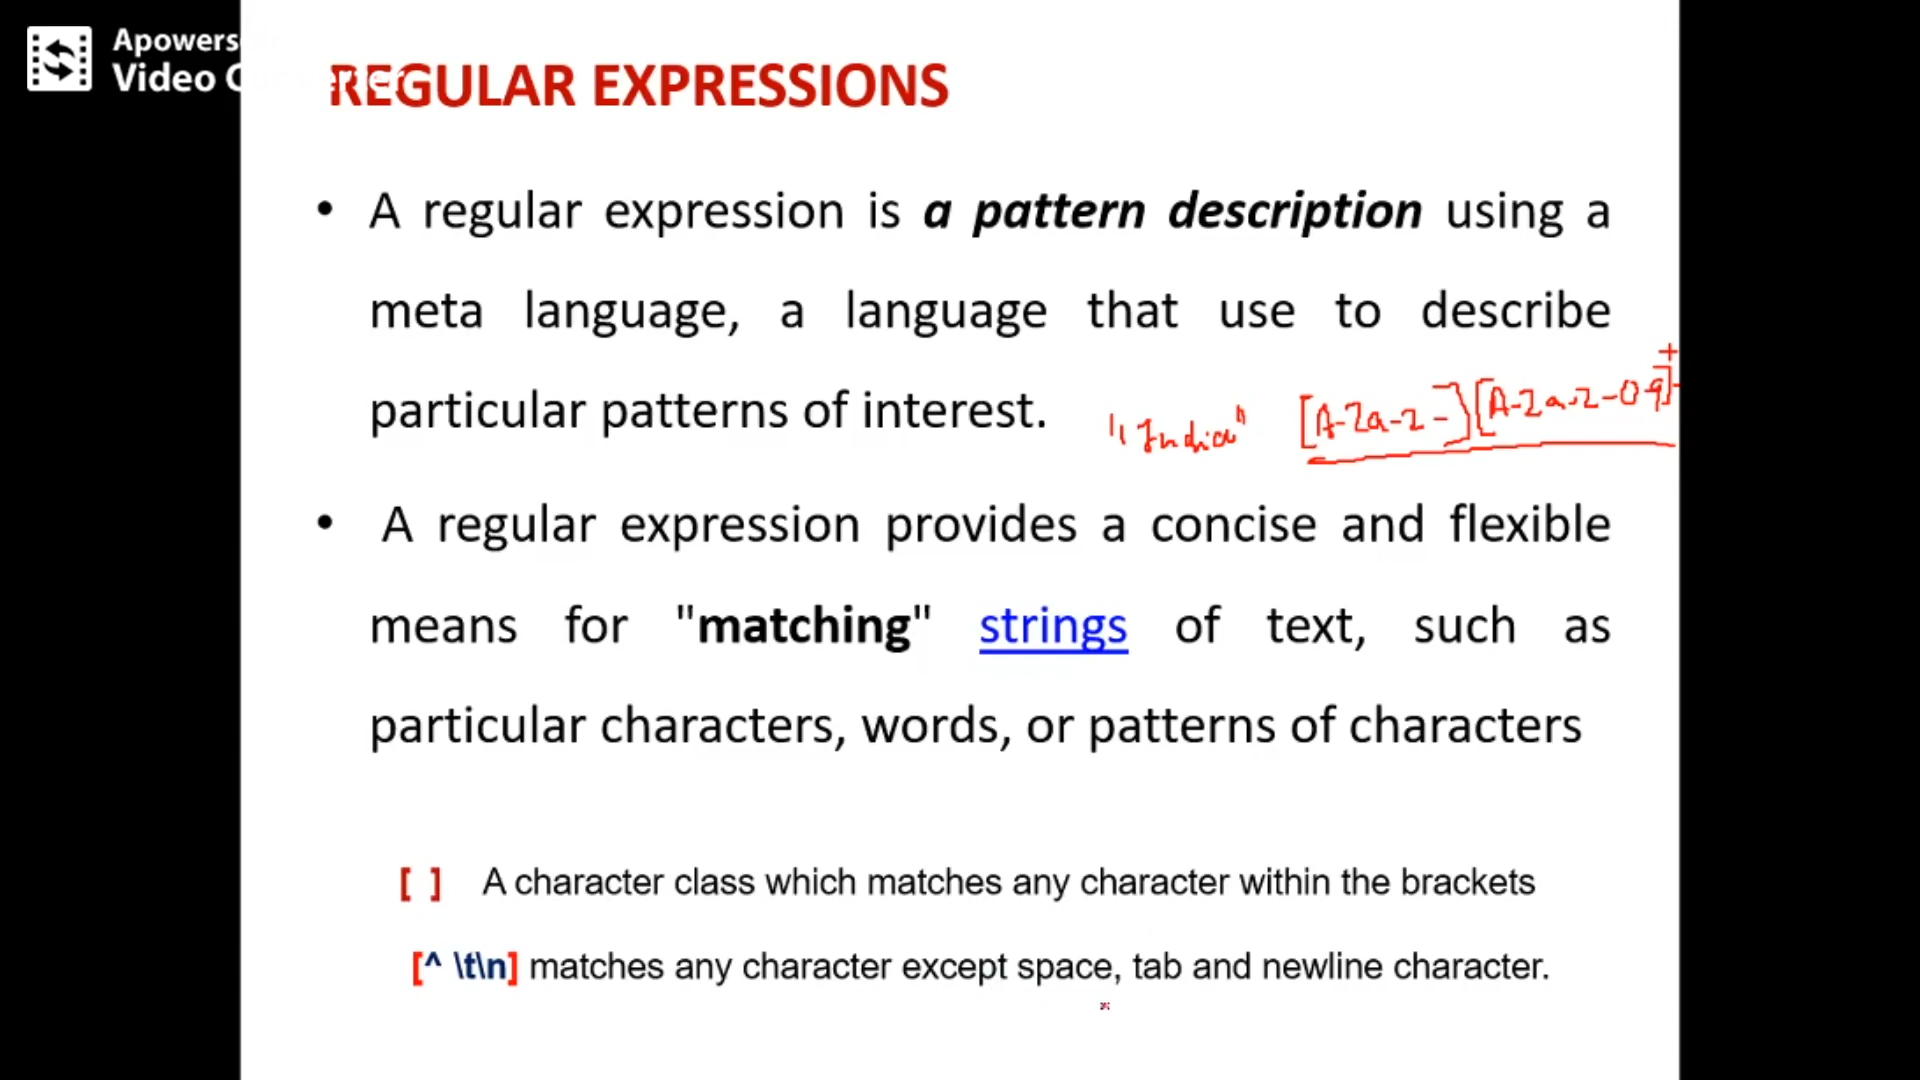 Apowers
Video Converter
REGULAR EXPRESSIONS
• A regular expression is a pattern description using a
meta language, a language that use to describe
particular patterns of interest.
"India" [A-Za-z_][A-Za-z-0-9]+
• A regular expression provides a concise and flexible
means for "matching" strings of text, such as
particular characters, words, or patterns of characters
[ ] A character class which matches any character within the brackets
[^ \t\n] matches any character except space, tab and newline character.